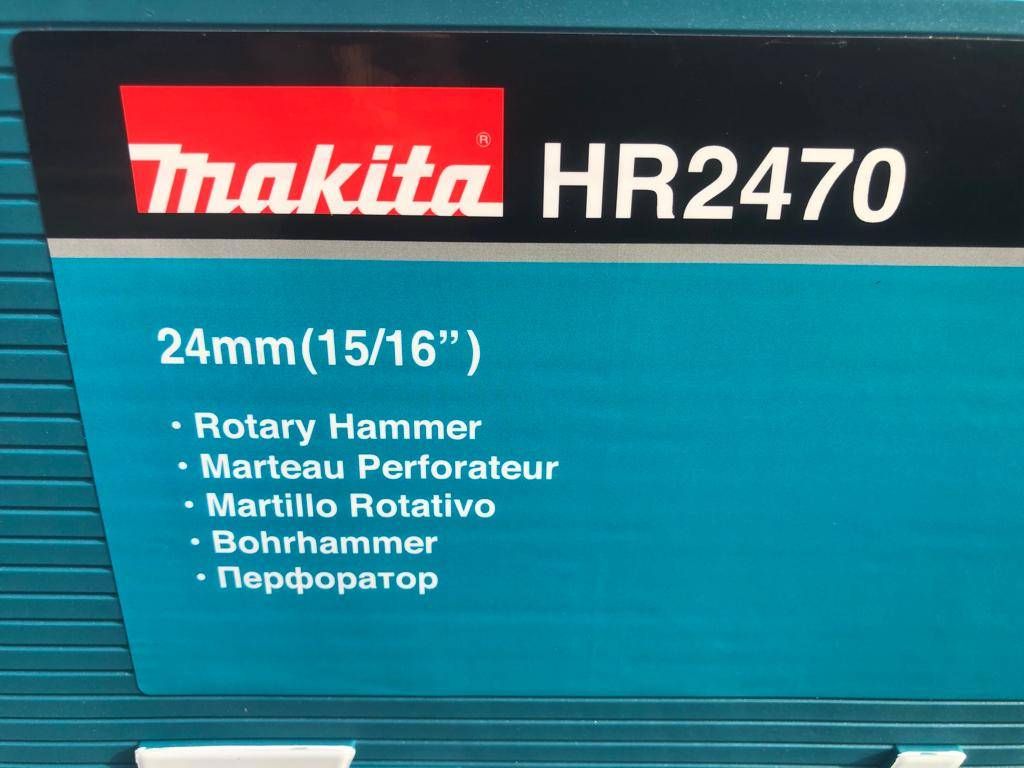 makita® HR2470
24mm(15/16”)
· Rotary Hammer
· Marteau Perforateur
· Martillo Rotativo
· Bohrhammer
· Перфоратор